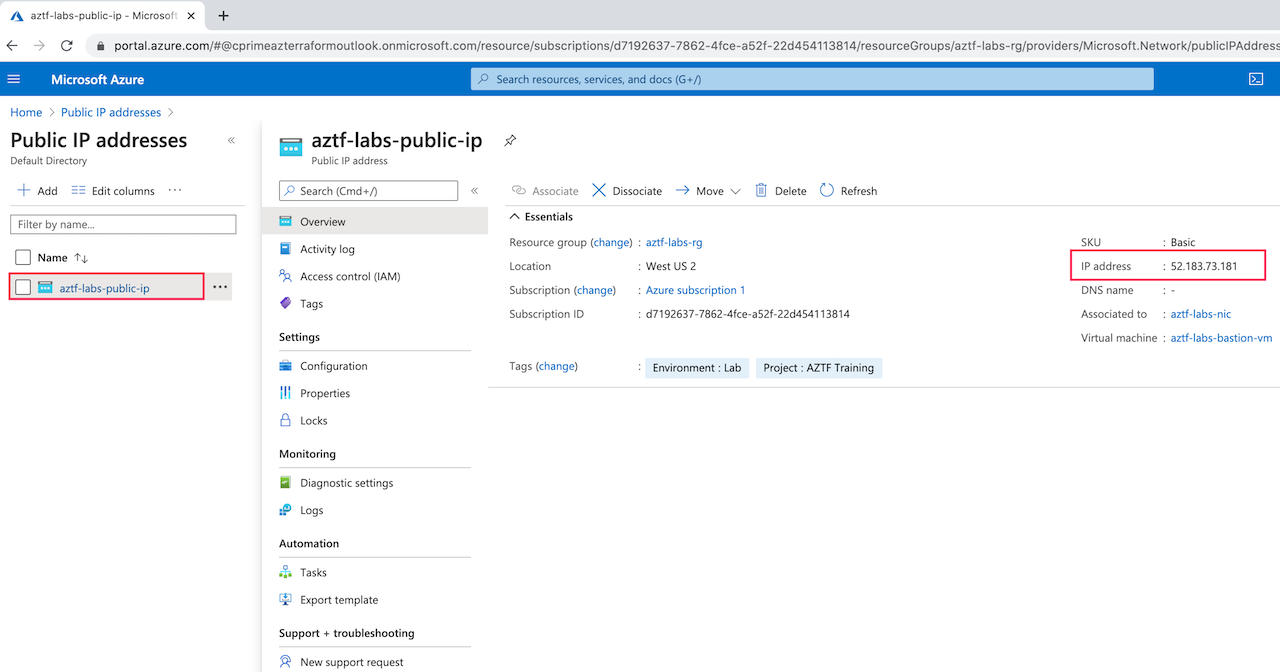 aztf-labs-public-ip - Microsoft
portal.azure.com/#@cprimeazterraformoutlook.onmicrosoft.com/resource/subscriptions/d7192637-7862-4fce-a52f-22d454113814/resourceGroups/aztf-labs-rg/providers/Microsoft.Network/publicIPAddress
Microsoft Azure
Search resources, services, and docs (G+/)
Home > Public IP addresses >
Public IP addresses
Default Directory
Add Edit columns ...
Filter by name...
Name
aztf-labs-public-ip ...
aztf-labs-public-ip
Public IP address
Search (Cmd+/)
Overview
Activity log
Access control (IAM)
Tags
Settings
Configuration
Properties
Locks
Monitoring
Diagnostic settings
Logs
Automation
Tasks
Export template
Support + troubleshooting
New support request
Associate Dissociate Move Delete Refresh
Essentials
Resource group (change) : aztf-labs-rg
Location : West US 2
Subscription (change) : Azure subscription 1
Subscription ID : d7192637-7862-4fce-a52f-22d454113814
Tags (change) : Environment : Lab Project : AZTF Training
SKU : Basic
IP address : 52.183.73.181
DNS name : -
Associated to : aztf-labs-nic
Virtual machine : aztf-labs-bastion-vm